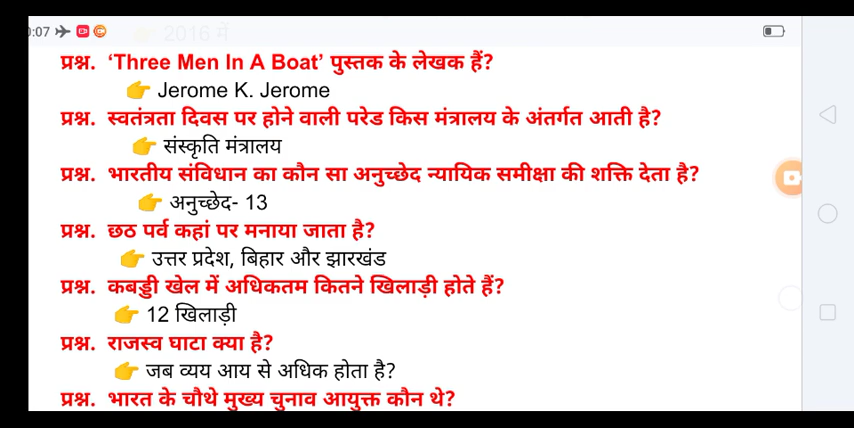 :07
2016 में
प्रश्न. ‘Three Men In A Boat’ पुस्तक के लेखक हैं?
👉 Jerome K. Jerome
प्रश्न. स्वतंत्रता दिवस पर होने वाली परेड किस मंत्रालय के अंतर्गत आती है?
👉 संस्कृति मंत्रालय
प्रश्न. भारतीय संविधान का कौन सा अनुच्छेद न्यायिक समीक्षा की शक्ति देता है?
👉 अनुच्छेद- 13
प्रश्न. छठ पर्व कहां पर मनाया जाता है?
👉 उत्तर प्रदेश, बिहार और झारखंड
प्रश्न. कबड्डी खेल में अधिकतम कितने खिलाड़ी होते हैं?
👉 12 खिलाड़ी
प्रश्न. राजस्व घाटा क्या है?
👉 जब व्यय आय से अधिक होता है?
प्रश्न. भारत के चौथे मुख्य चुनाव आयुक्त कौन थे?